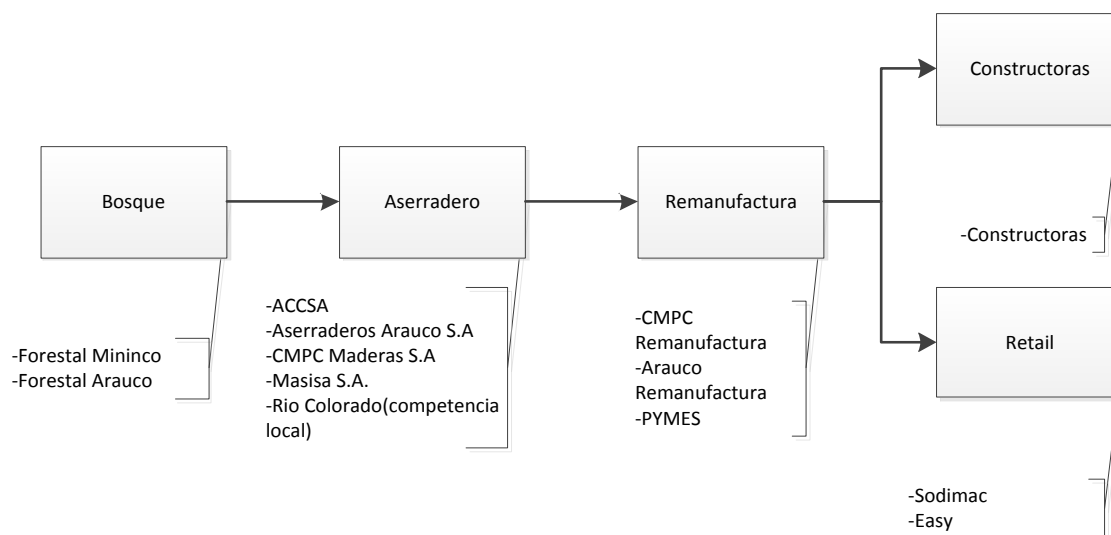 Constructoras
Bosque
Aserradero
Remanufactura
-Constructoras
Retail
-Forestal Mininco
-Forestal Arauco
-ACCSA
-Aserraderos Arauco S.A
-CMPC Maderas S.A
-Masisa S.A.
-Rio Colorado(competencia
local)
-CMPC
Remanufactura
-Arauco
Remanufactura
-PYMES
-Sodimac
-Easy